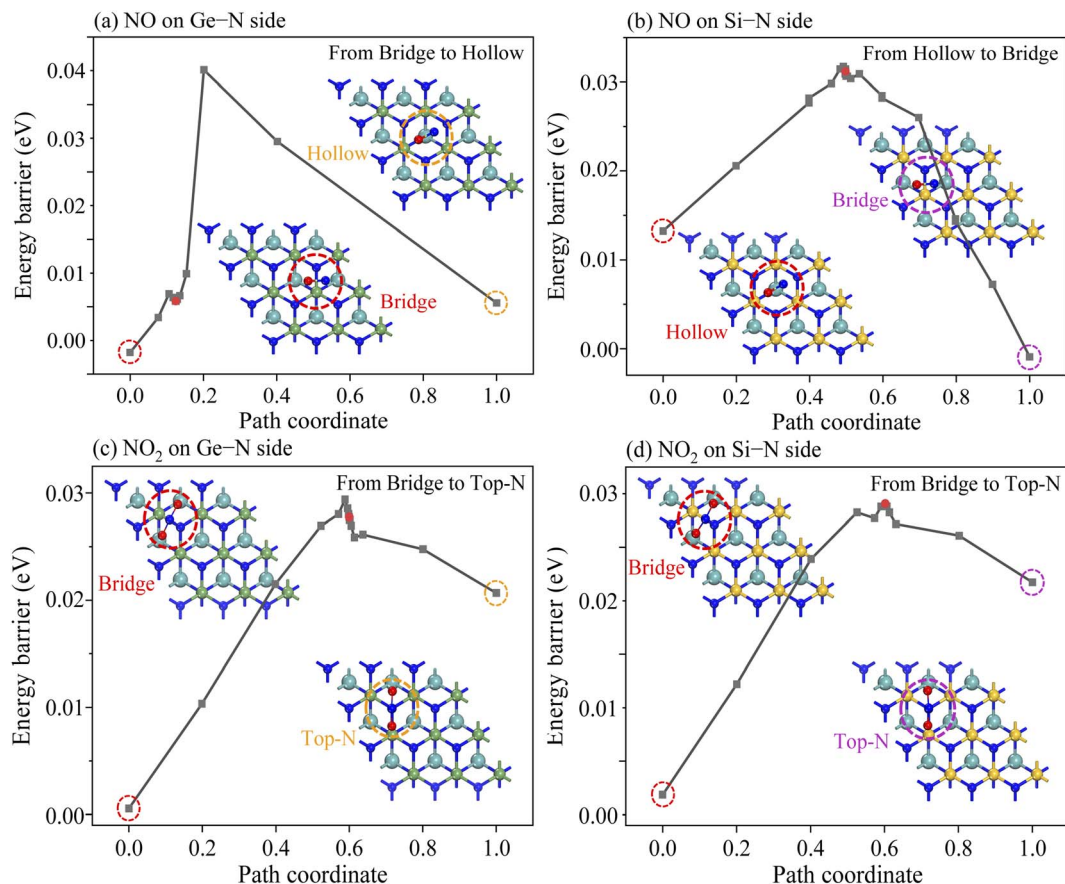 (a) NO on Ge−N side
From Bridge to Hollow
Energy barrier (eV)
0.04
0.03
0.02
0.01
0.00
Hollow
Bridge
0.0 0.2 0.4 0.6 0.8 1.0
Path coordinate
(b) NO on Si−N side
From Hollow to Bridge
Energy barrier (eV)
0.03
0.02
0.01
0.00
Bridge
Hollow
0.0 0.2 0.4 0.6 0.8 1.0
Path coordinate
(c) NO₂ on Ge−N side
From Bridge to Top-N
Energy barrier (eV)
0.03
0.02
0.01
0.00
Bridge
Top-N
0.0 0.2 0.4 0.6 0.8 1.0
Path coordinate
(d) NO₂ on Si−N side
From Bridge to Top-N
Energy barrier (eV)
0.03
0.02
0.01
0.00
Bridge
Top-N
0.0 0.2 0.4 0.6 0.8 1.0
Path coordinate